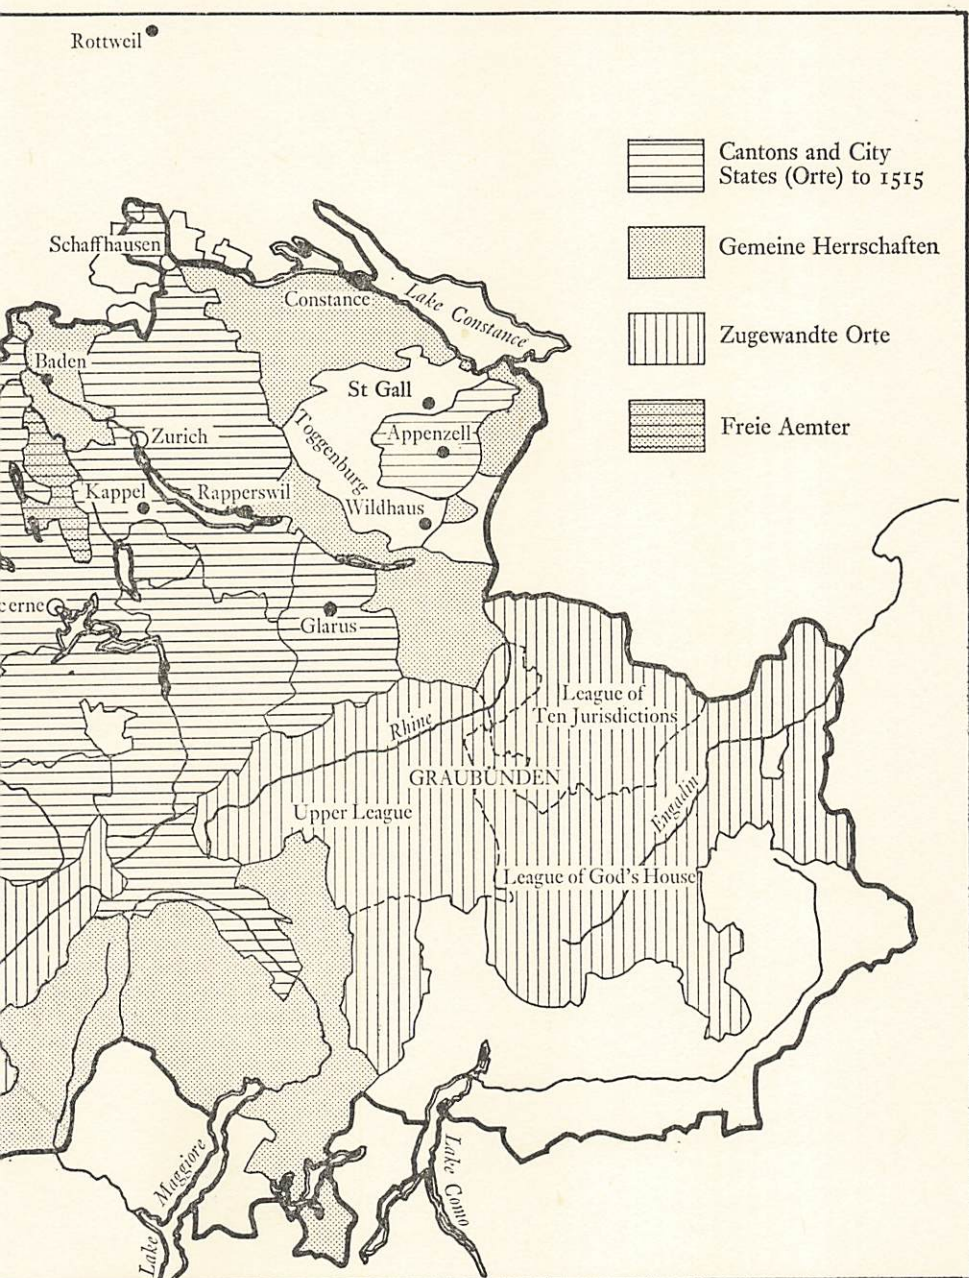 Rottweil
Cantons and City
States (Orte) to 1515
Schaffhausen
Gemeine Herrschaften
Constance
Lake Constance
Zugewandte Orte
Baden
St Gall
Zurich
Toggenburg
Appenzell
Freie Aemter
Kappel
Rapperswil
Wildhaus
cerne
Glarus
League of
Ten Jurisdictions
Rhine
GRAUBÜNDEN
Upper League
Engadin
League of God's House
Lake Maggiore
Lake Como